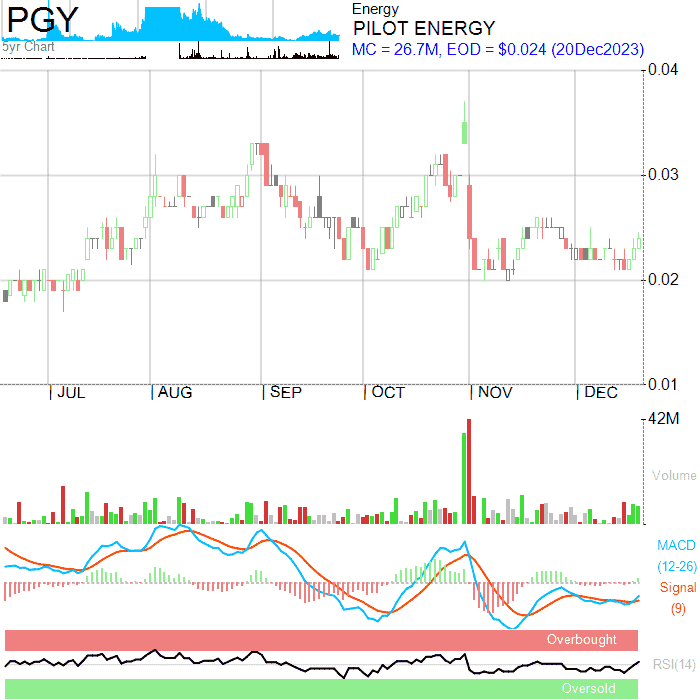 PGY
5yr Chart
Energy
PILOT ENERGY
MC = 26.7M, EOD = $0.024 (20Dec2023)
0.04
0.03
0.02
0.01
JUL
AUG
SEP
OCT
NOV
DEC
42M
Volume
MACD
(12-26)
Signal
(9)
Overbought
RSI(14)
Oversold